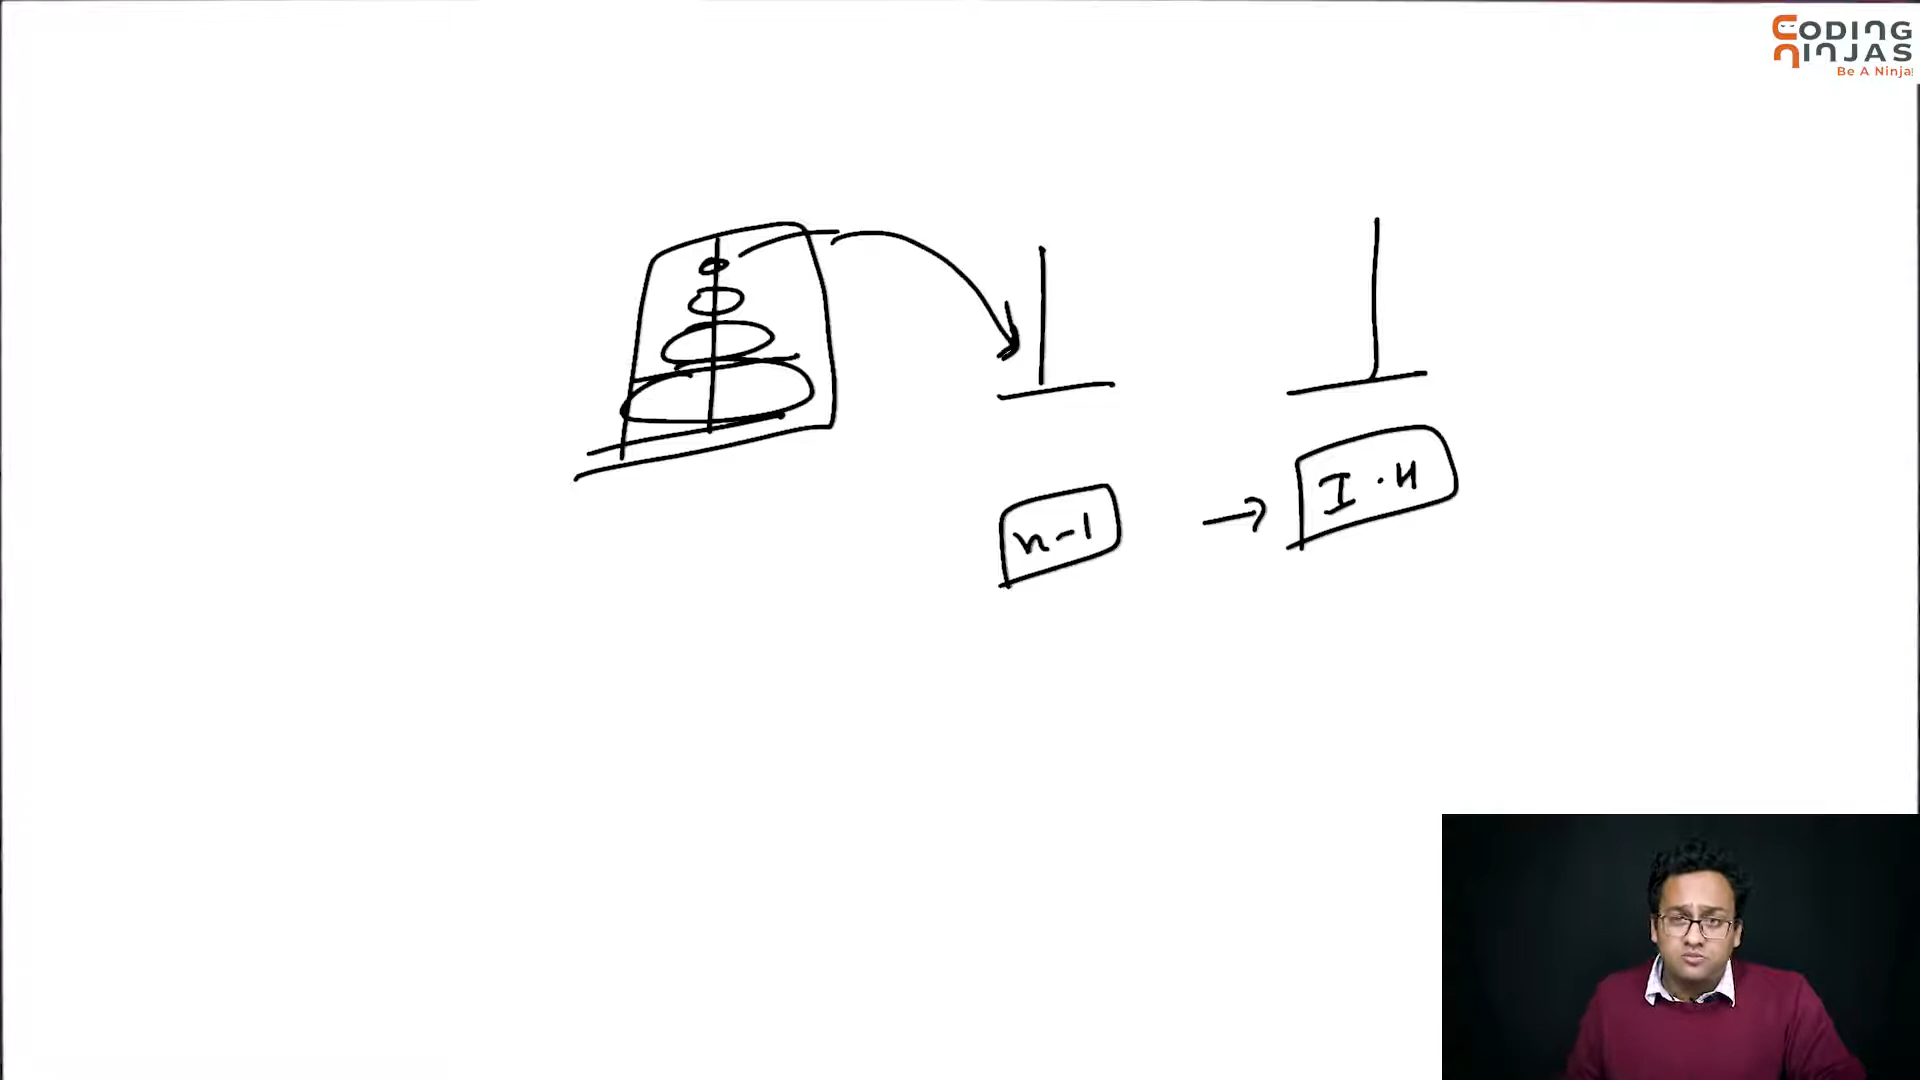 CODING
NINJAS
Be A Ninja!
n-1 → I.H